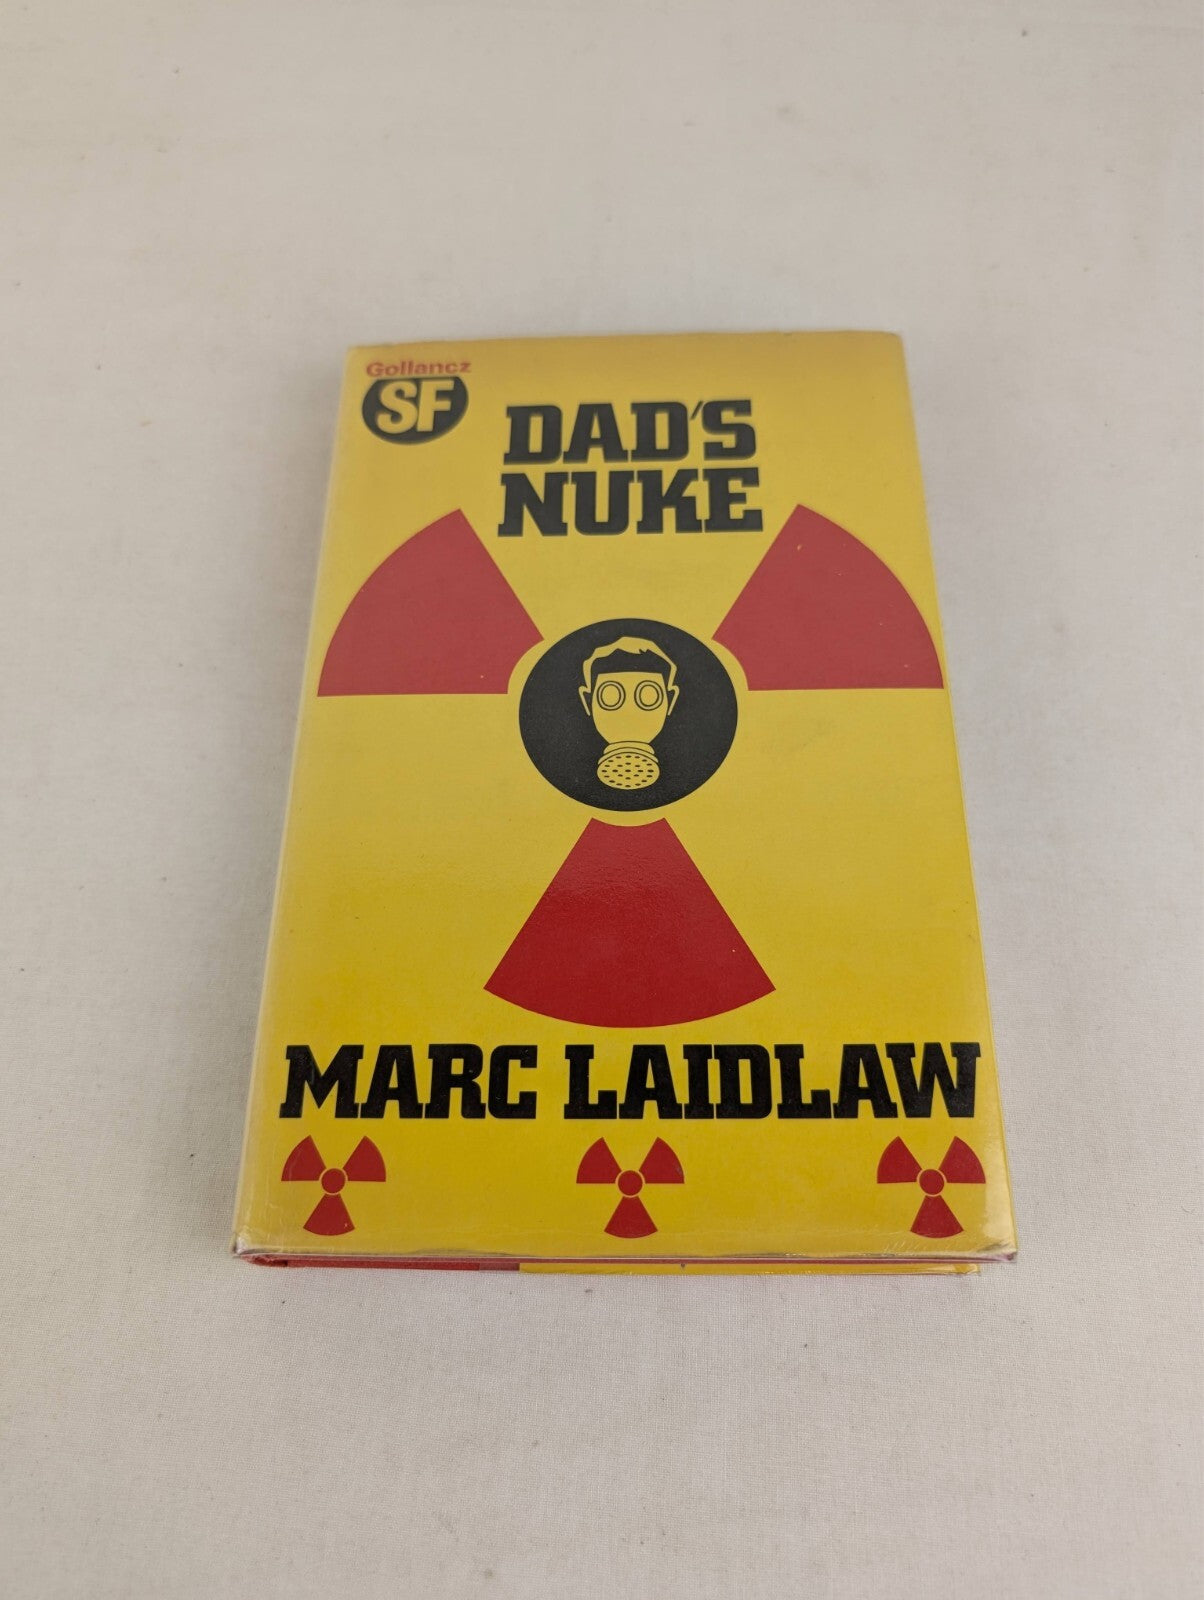 Gollancz
SF
DAD'S
NUKE
MARC LAIDLAW